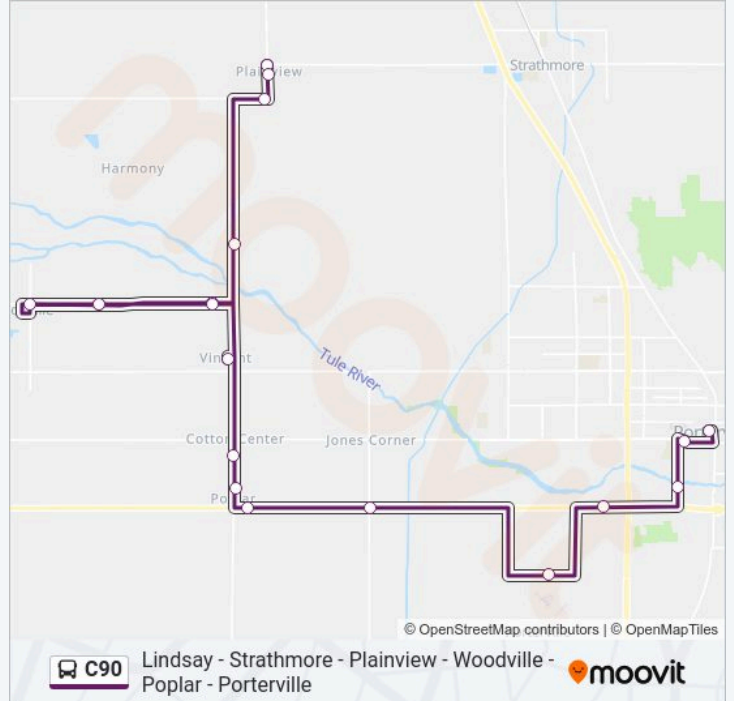 Plainview
Strathmore
Harmony
Tule River
Cotton Center
Jones Corner
© OpenStreetMap contributors | © OpenMapTiles
C90
Lindsay - Strathmore - Plainview - Woodville -
Poplar - Porterville
moovit